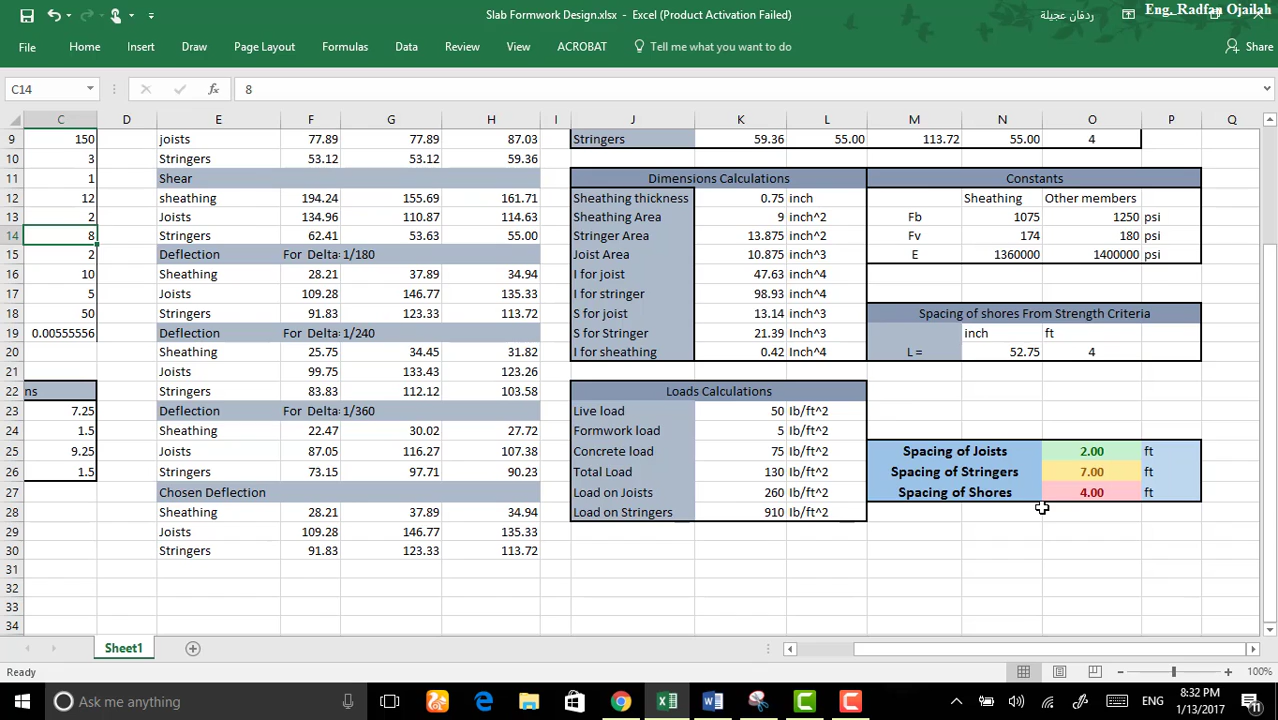 Slab Formwork Design.xlsx - Excel (Product Activation Failed)
ردفان عجيلة
Eng. Radfan Ojailah
File Home Insert Draw Page Layout Formulas Data Review View ACROBAT Tell me what you want to do Share
C14 fx 8
C D E F G H I J K L M N O P Q
9 150 joists 77.89 77.89 87.03 Stringers 59.36 55.00 113.72 55.00 4
10 3 Stringers 53.12 53.12 59.36
11 1 Shear Dimensions Calculations Constants
12 12 sheathing 194.24 155.69 161.71 Sheathing thickness 0.75 inch Sheathing Other members
13 2 Joists 134.96 110.87 114.63 Sheathing Area 9 inch^2 Fb 1075 1250 psi
14 8 Stringers 62.41 53.63 55.00 Stringer Area 13.875 inch^2 Fv 174 180 psi
15 2 Deflection For Delta: 1/180 Joist Area 10.875 inch^2 E 1360000 1400000 psi
16 10 Sheathing 28.21 37.89 34.94 I for joist 47.63 inch^4
17 5 Joists 109.28 146.77 135.33 I for stringer 98.93 inch^4
18 50 Stringers 91.83 123.33 113.72 S for joist 13.14 inch^3 Spacing of shores From Strength Criteria
19 0.00555556 Deflection For Delta: 1/240 S for Stringer 21.39 inch^3 inch ft
20 Sheathing 25.75 34.45 31.82 I for sheathing 0.42 Inch^4 L = 52.75 4
21 Joists 99.75 133.43 123.26
22 ns Stringers 83.83 112.12 103.58 Loads Calculations
23 7.25 Deflection For Delta: 1/360 Live load 50 Ib/ft^2
24 1.5 Sheathing 22.47 30.02 27.72 Formwork load 5 Ib/ft^2
25 9.25 Joists 87.05 116.27 107.38 Concrete load 75 Ib/ft^2 Spacing of Joists 2.00 ft
26 1.5 Stringers 73.15 97.71 90.23 Total Load 130 Ib/ft^2 Spacing of Stringers 7.00 ft
27 Chosen Deflection Load on Joists 260 Ib/ft^2 Spacing of Shores 4.00 ft
28 Sheathing 28.21 37.89 34.94 Load on Stringers 910 Ib/ft^2
29 Joists 109.28 146.77 135.33
30 Stringers 91.83 123.33 113.72
31
32
33
34
Sheet1
Ready 100%
Ask me anything ENG 8:32 PM
1/13/2017 11